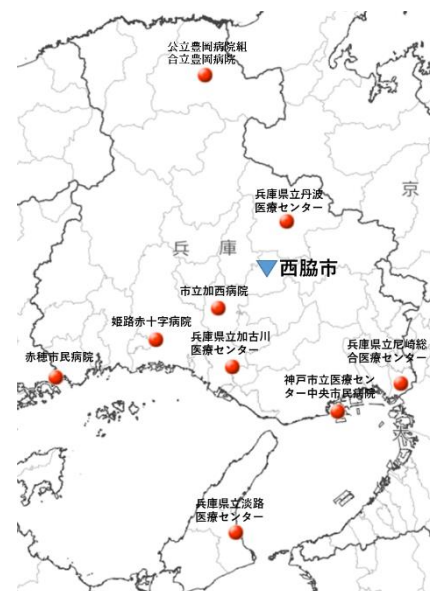 公立豊岡病院組
合立豊岡病院
兵庫県立丹波
医療センター
京
兵庫
西脇市
市立加西病院
姫路赤十字病院
兵庫県立加古川
医療センター
兵庫県立尼崎総
合医療センター
赤穂市民病院
神戸市立医療セン
ター中央市民病院
兵庫県立淡路
医療センター